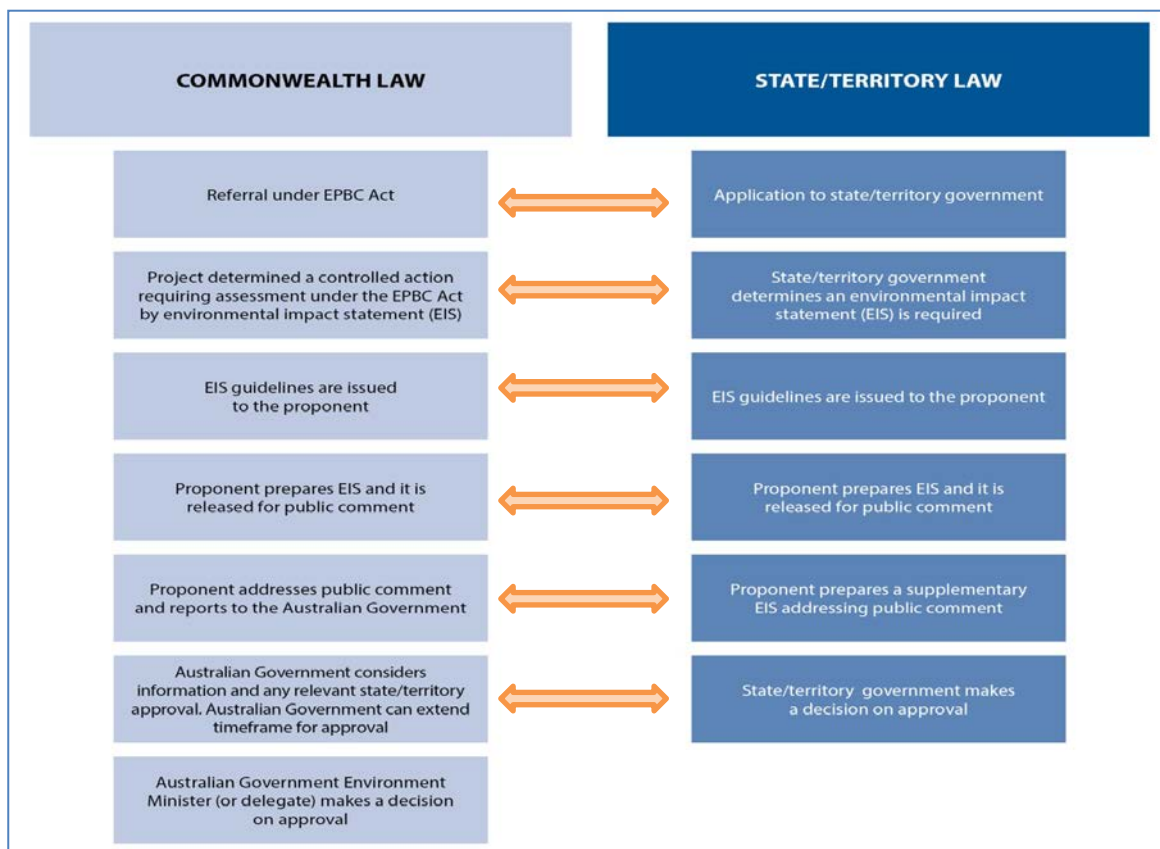 COMMONWEALTH LAW
STATE/TERRITORY LAW
Referral under EPBC Act
Application to state/territory government
Project determined a controlled action
requiring assessment under the EPBC Act
by environmental impact statement (EIS)
State/territory government
determines an environmental impact
statement (EIS) is required
EIS guidelines are issued
to the proponent
EIS guidelines are issued to the proponent
Proponent prepares EIS and it is
released for public comment
Proponent prepares EIS and it is
released for public comment
Proponent addresses public comment
and reports to the Australian Government
Proponent prepares a supplementary
EIS addressing public comment
Australian Government considers
information and any relevant state/territory
approval. Australian Government can extend
timeframe for approval
State/territory government makes
a decision on approval
Australian Government Environment
Minister (or delegate) makes a decision
on approval